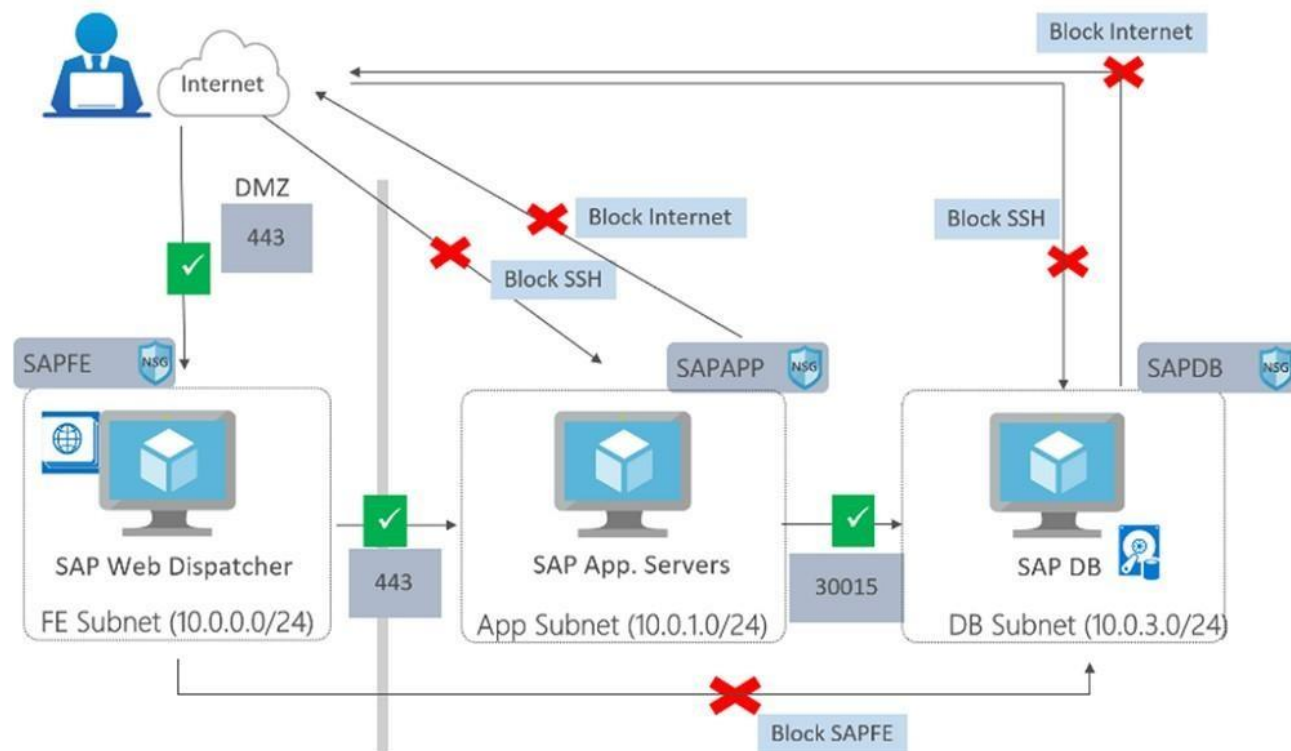 Block Internet
Internet
DMZ
443
Block Internet
Block SSH
Block SSH
SAPFE NSG
SAPAPP NSG
SAPDB NSG
SAP Web Dispatcher
SAP App. Servers
SAP DB
443
30015
FE Subnet (10.0.0.0/24)
App Subnet (10.0.1.0/24)
DB Subnet (10.0.3.0/24)
Block SAPFE